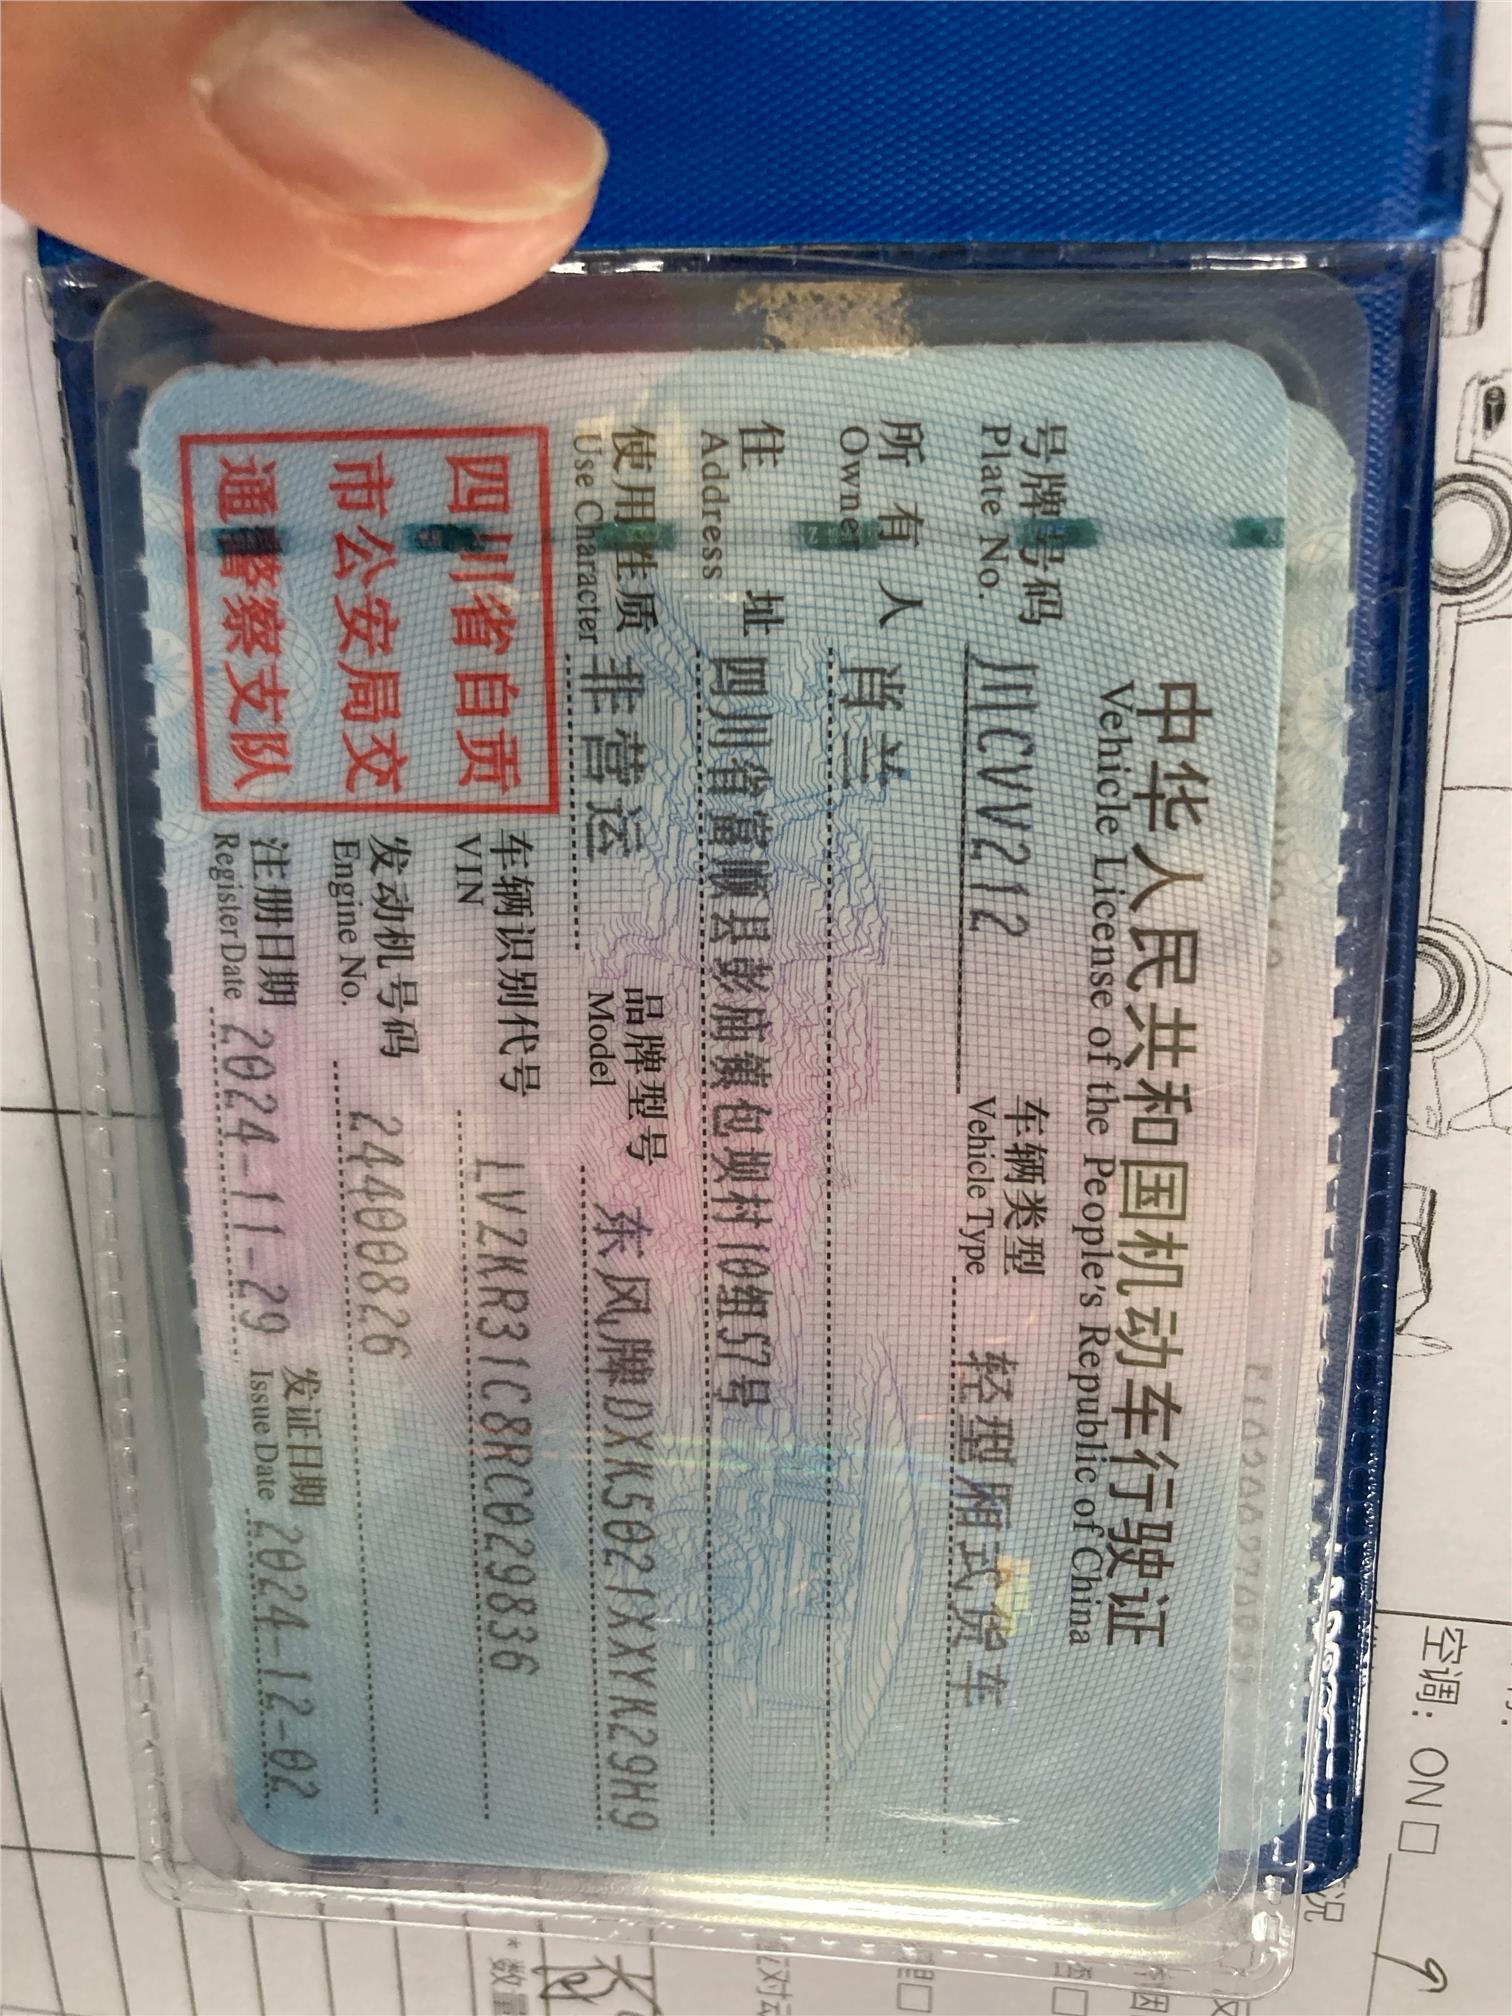 中华人民共和国机动车行驶证
Vehicle License of the People's Republic of China
号牌号码 川CVV212 车辆类型 轻型厢式货车
Plate No. Vehicle Type
所有人 肖兰
Owner
住址 四川省富顺县彭庙镇包坝村10组57号
Address
使用性质 非营运 品牌型号 东风牌DXK5021XXYK29H9
Use Character Model
四川省自贡
市公安局交
通警察支队
车辆识别代号 LVZKR31C8RC029836
VIN
发动机号码 24400826
Engine No.
注册日期 2024-11-29 发证日期 2024-12-02
Register Date Issue Date
空调: ON□
*数量